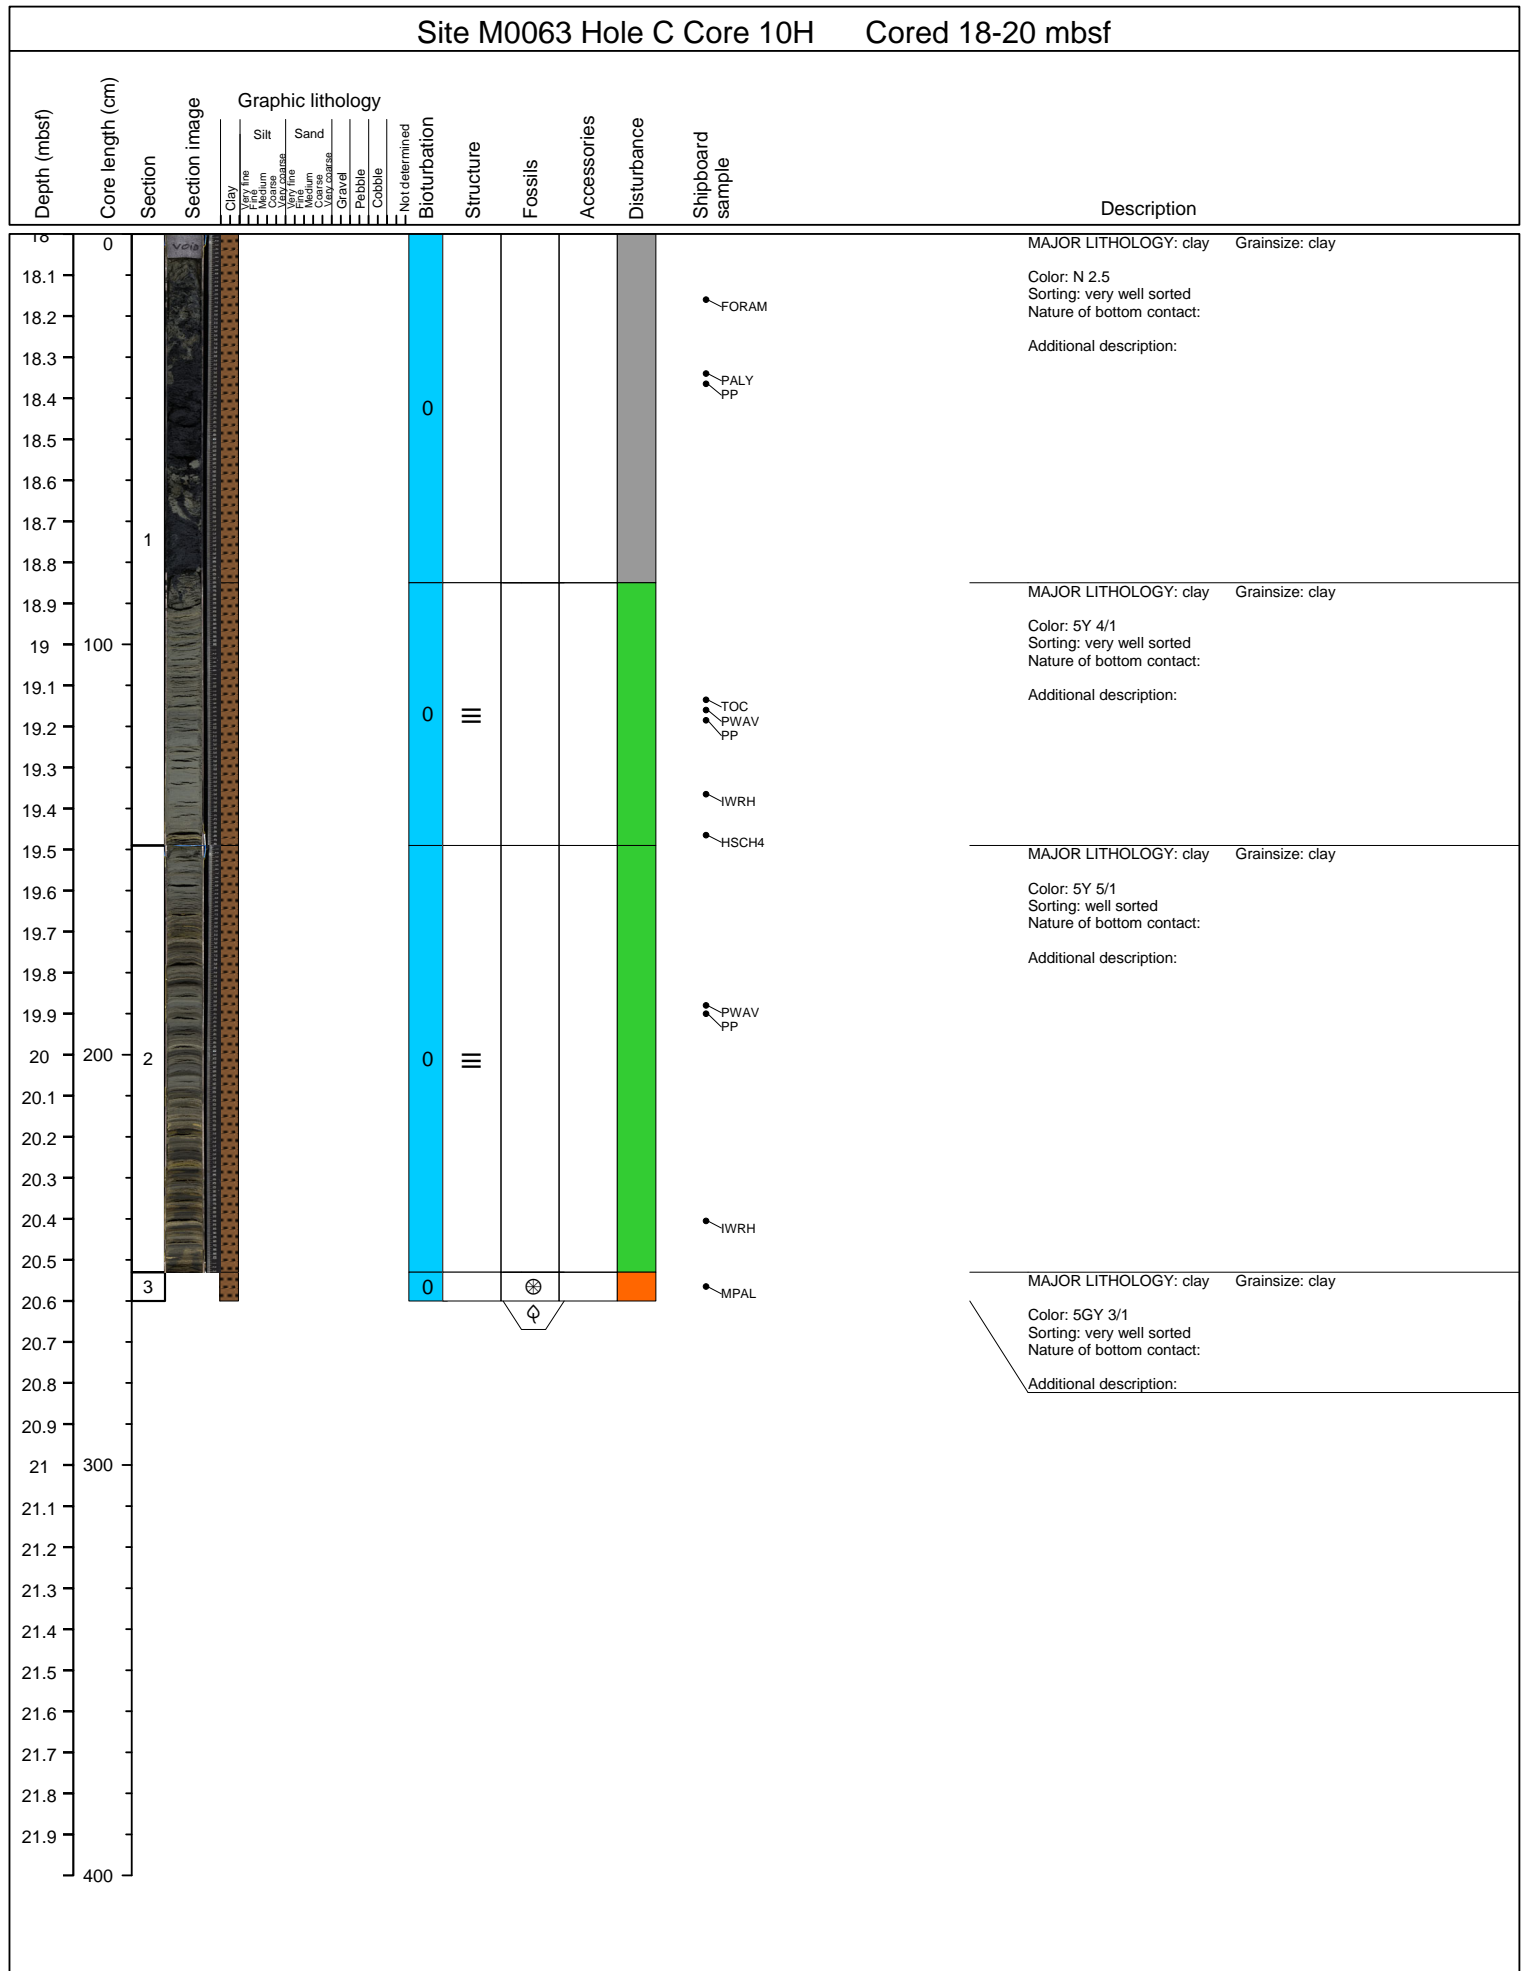 Site M0063 Hole C Core 10H Cored 18-20 mbsf
Depth (mbsf)
Core length (cm)
Section
Section image
Graphic lithology
Clay
Silt
Very fine
Fine
Medium
Coarse
Very coarse
Sand
Very fine
Fine
Medium
Coarse
Very coarse
Gravel
Pebble
Cobble
Not determined
Bioturbation
Structure
Fossils
Accessories
Disturbance
Shipboard
sample
Description
18
18.1
18.2
18.3
18.4
18.5
18.6
18.7
18.8
18.9
19
19.1
19.2
19.3
19.4
19.5
19.6
19.7
19.8
19.9
20
20.1
20.2
20.3
20.4
20.5
20.6
20.7
20.8
20.9
21
21.1
21.2
21.3
21.4
21.5
21.6
21.7
21.8
21.9
0
100
200
300
400
1
2
3
VOID
0
0
0
0
FORAM
PALY
PP
TOC
PWAV
PP
IWRH
HSCH4
PWAV
PP
IWRH
MPAL
MAJOR LITHOLOGY: clay Grainsize: clay
Color: N 2.5
Sorting: very well sorted
Nature of bottom contact:
Additional description:
MAJOR LITHOLOGY: clay Grainsize: clay
Color: 5Y 4/1
Sorting: very well sorted
Nature of bottom contact:
Additional description:
MAJOR LITHOLOGY: clay Grainsize: clay
Color: 5Y 5/1
Sorting: well sorted
Nature of bottom contact:
Additional description:
MAJOR LITHOLOGY: clay Grainsize: clay
Color: 5GY 3/1
Sorting: very well sorted
Nature of bottom contact:
Additional description: